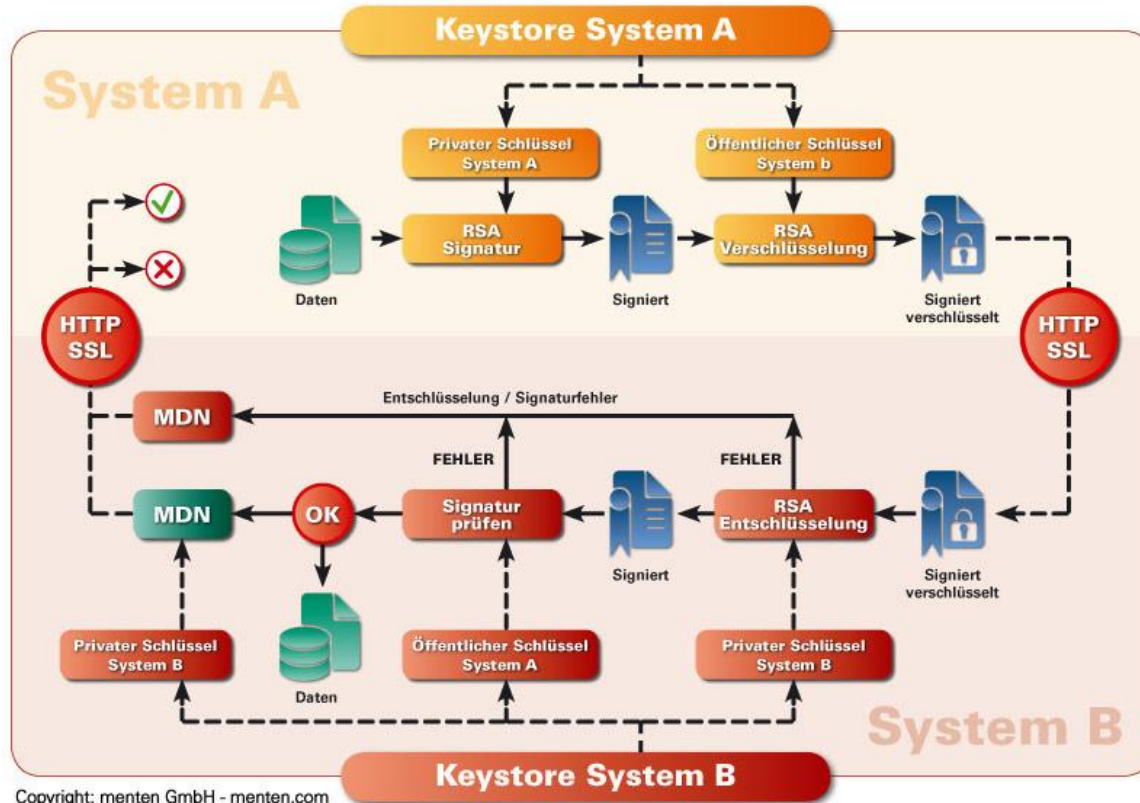 Keystore System A
System A
Privater Schlüssel
System A
Öffentlicher Schlüssel
System b
RSA
Signatur
RSA
Verschlüsselung
Daten
Signiert
Signiert
verschlüsselt
HTTP
SSL
HTTP
SSL
Entschlüsselung / Signaturfehler
MDN
FEHLER
FEHLER
MDN
OK
Signatur
prüfen
RSA
Entschlüsselung
Signiert
Signiert
verschlüsselt
Privater Schlüssel
System B
Daten
Öffentlicher Schlüssel
System A
Privater Schlüssel
System B
System B
Keystore System B
Copyright: menten GmbH - menten.com